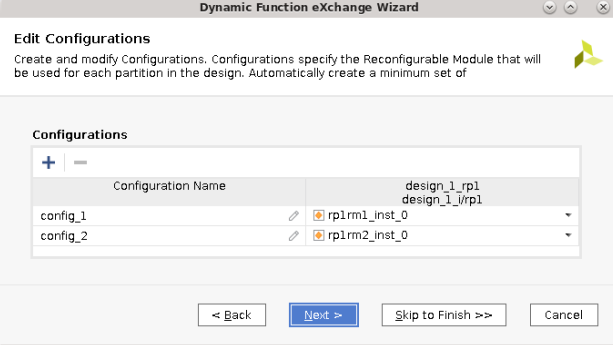 Dynamic Function eXchange Wizard
Edit Configurations
Create and modify Configurations. Configurations specify the Reconfigurable Module that will
be used for each partition in the design. Automatically create a minimum set of
Configurations
Configuration Name
design_1_rp1
design_1_i/rp1
config_1
rp1rm1_inst_0
config_2
rp1rm2_inst_0
< Back
Next >
Skip to Finish >>
Cancel